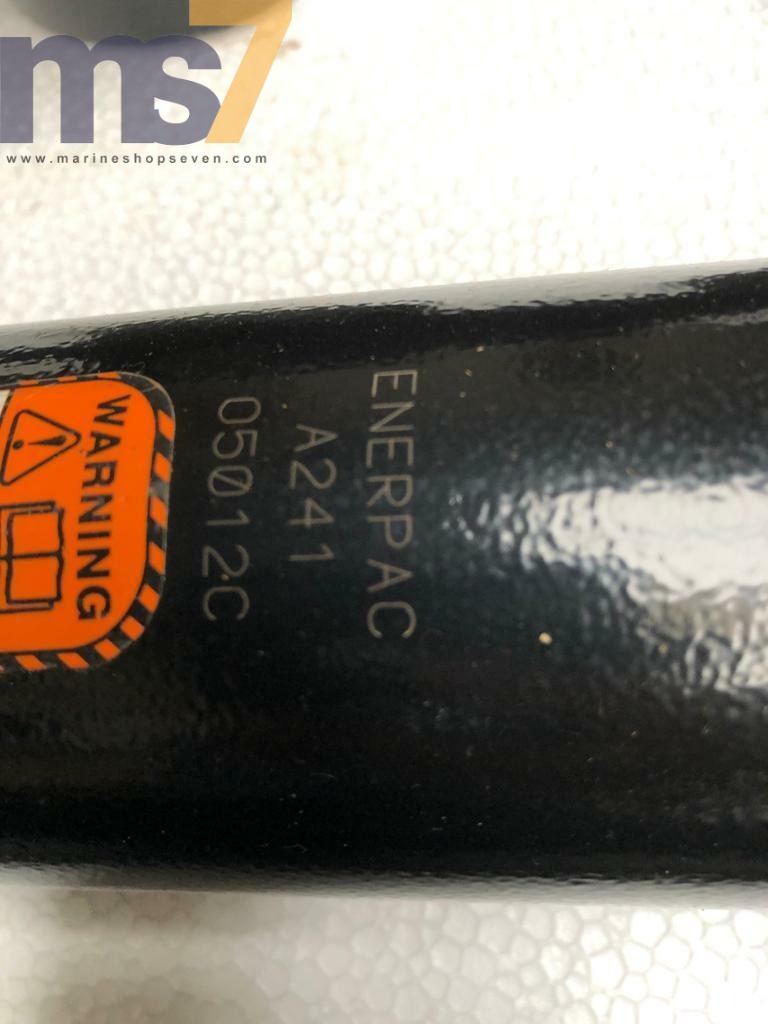 ms7
www.marineshopseven.com
WARNING
ENERPAC
A241
05012C